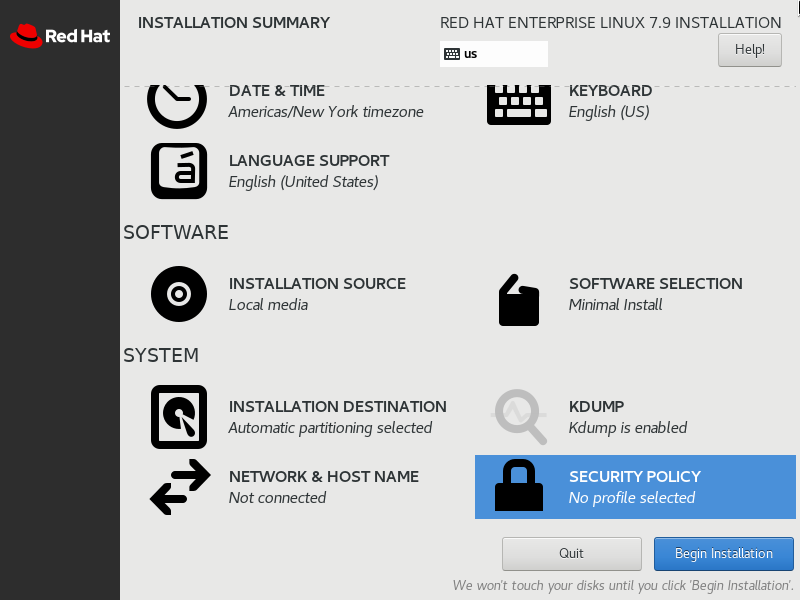 Red Hat
INSTALLATION SUMMARY
RED HAT ENTERPRISE LINUX 7.9 INSTALLATION
us
Help!
DATE & TIME
Americas/New York timezone
KEYBOARD
English (US)
á
LANGUAGE SUPPORT
English (United States)
SOFTWARE
INSTALLATION SOURCE
Local media
SOFTWARE SELECTION
Minimal Install
SYSTEM
INSTALLATION DESTINATION
Automatic partitioning selected
KDUMP
Kdump is enabled
NETWORK & HOST NAME
Not connected
SECURITY POLICY
No profile selected
Quit
Begin Installation
We won't touch your disks until you click 'Begin Installation'.